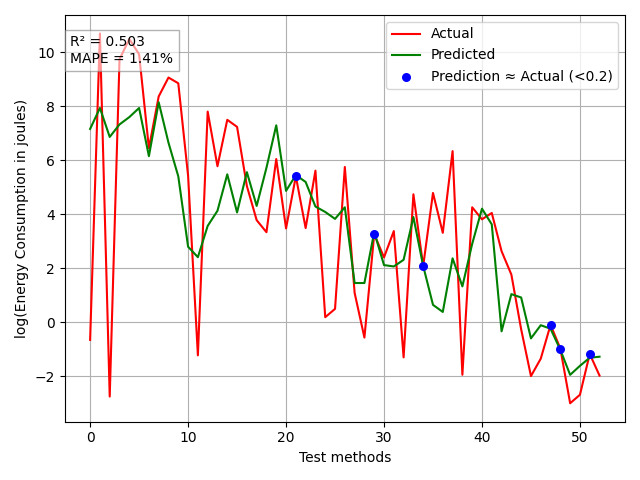 R² = 0.503
MAPE = 1.41%
Actual
Predicted
Prediction ≈ Actual (<0.2)
log(Energy Consumption in joules)
10
8
6
4
2
0
−2
0
10
20
30
40
50
Test methods